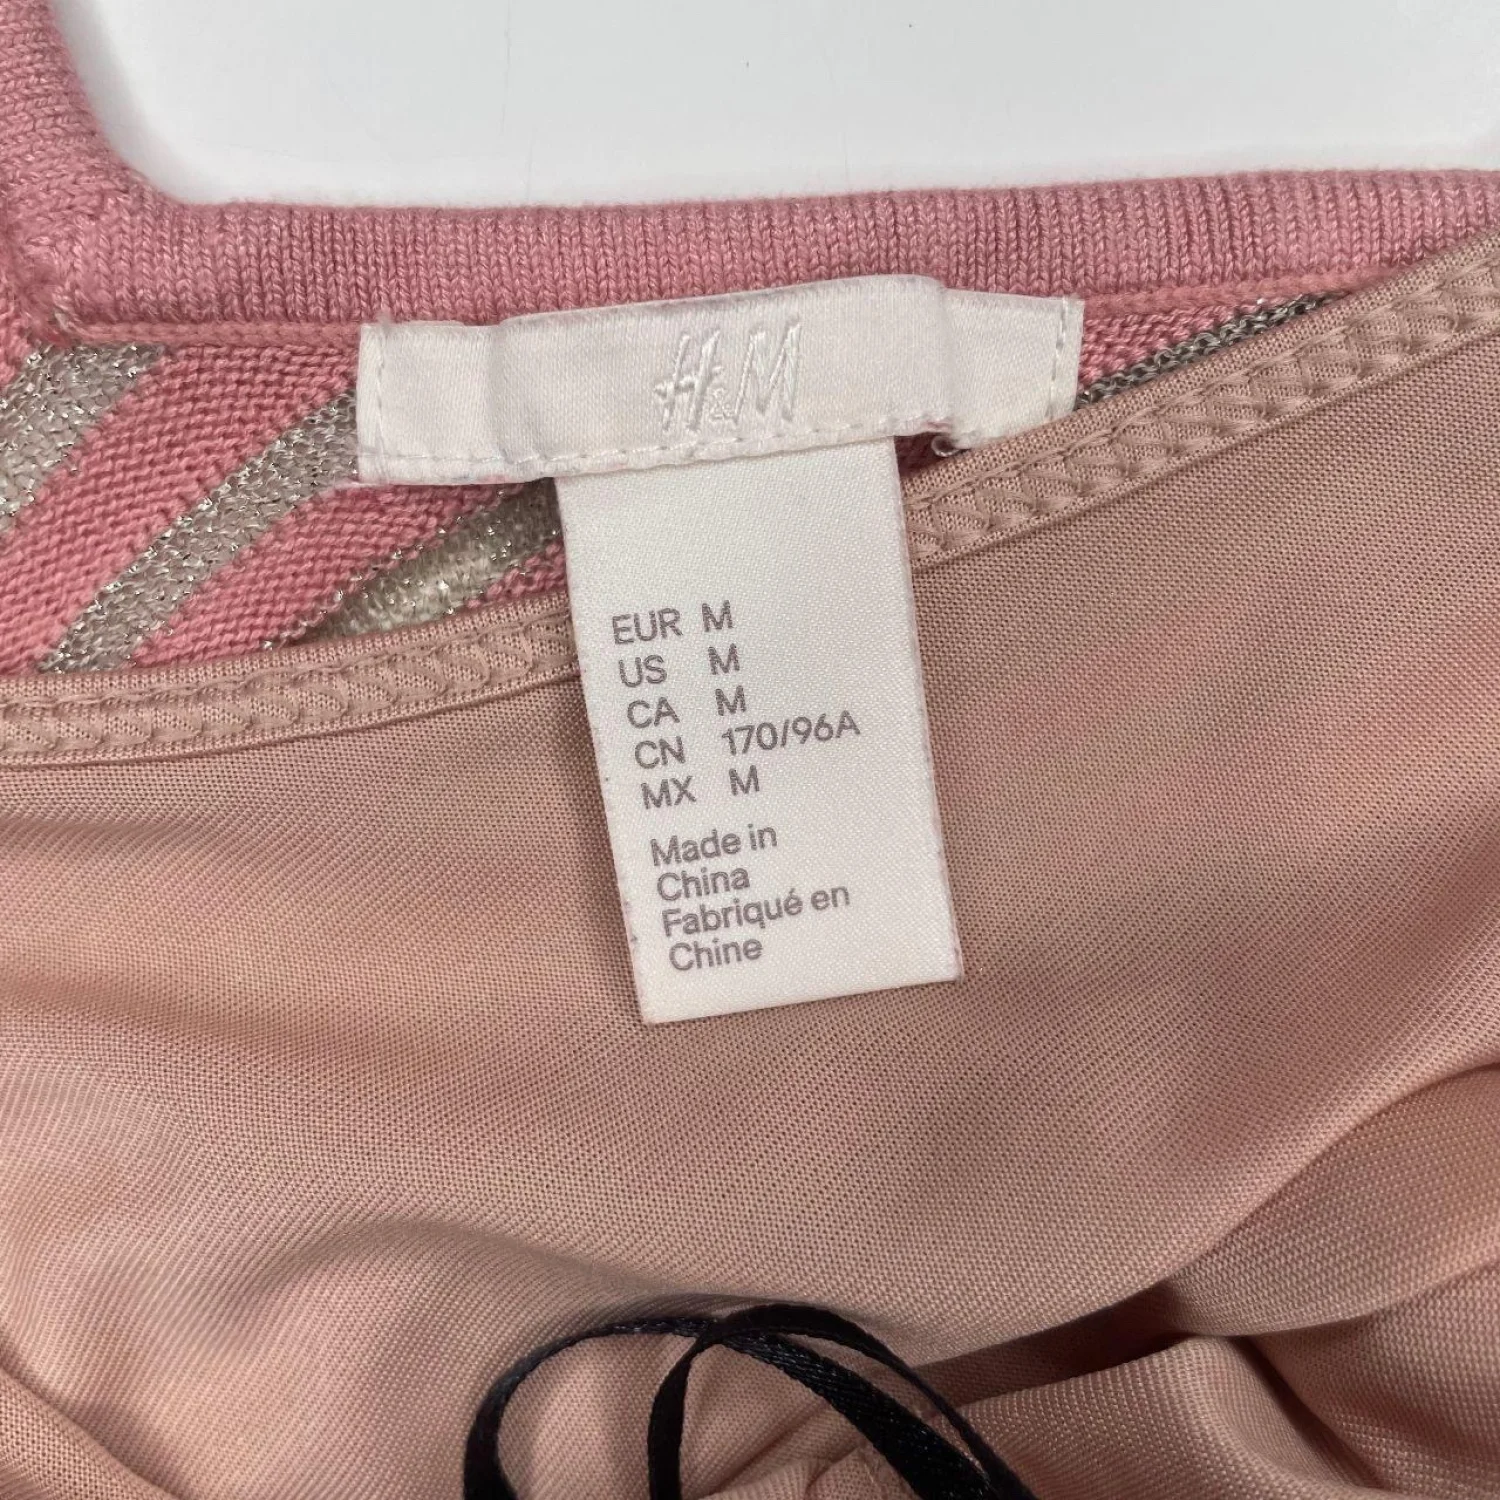 H&M
EUR M
US M
CA M
CN 170/96A
MX M
Made in
China
Fabriqué en
Chine